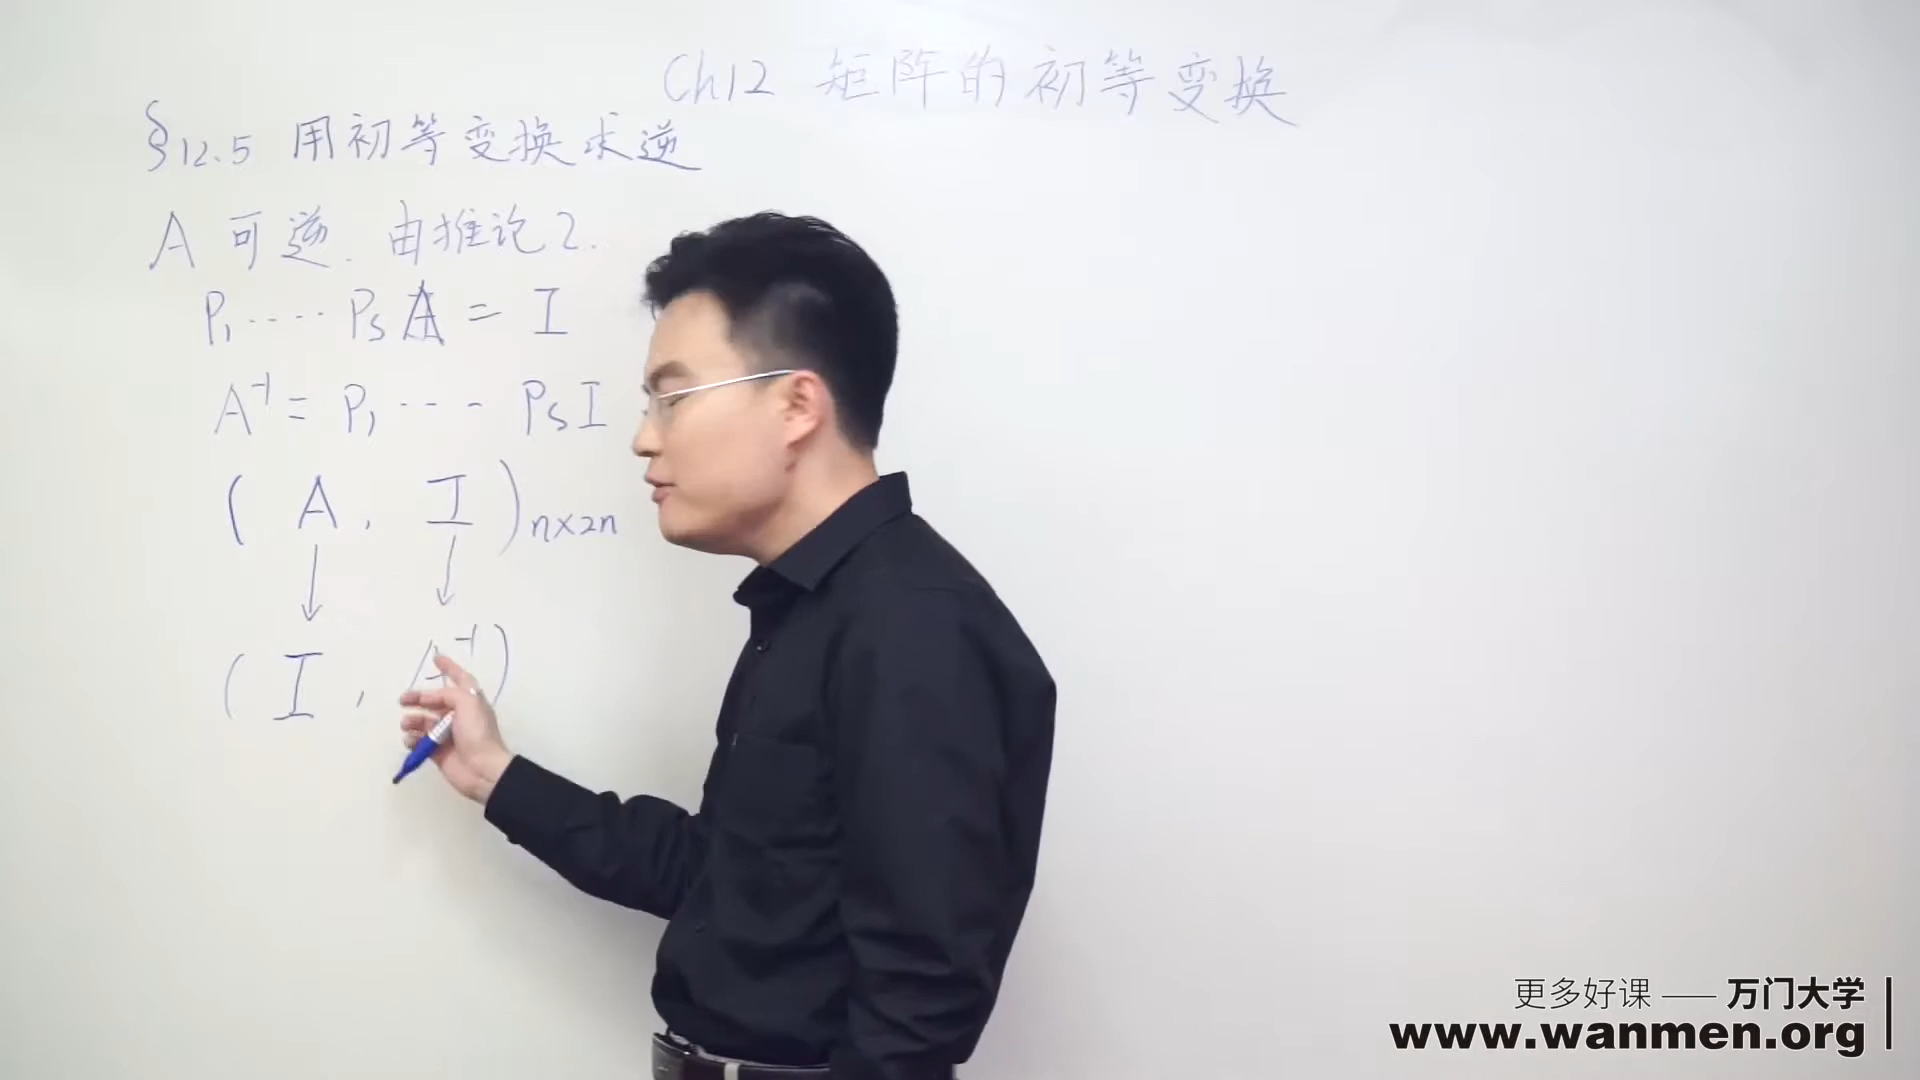 Ch12 矩阵的初等变换
§12.5 用初等变换求逆
A 可逆. 由推论2.
P₁ ···· Pₛ A = I
A⁻¹ = P₁ --- Pₛ I
( A , I )n×2n
↓ ↓
( I , A⁻¹ )
更多好课 —— 万门大学
www.wanmen.org